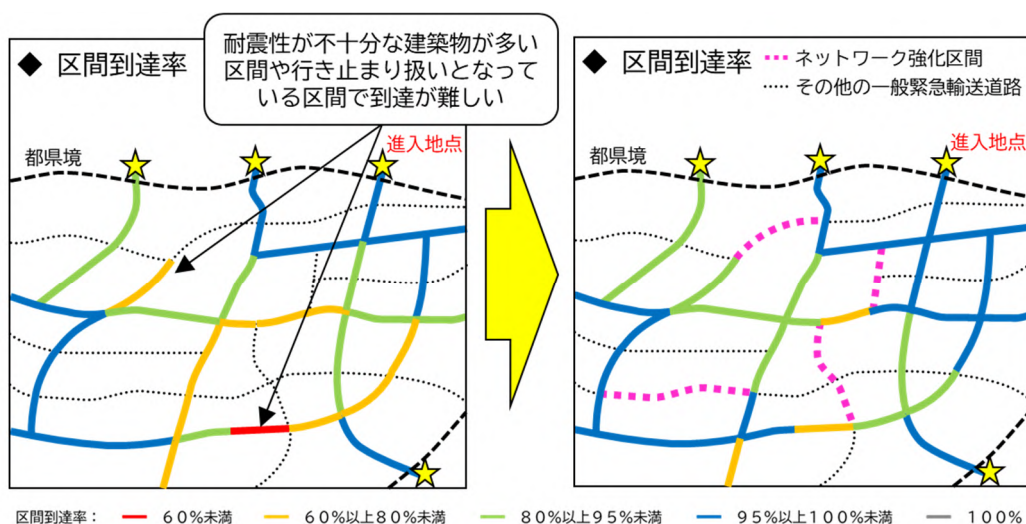 耐震性が不十分な建築物が多い
区間や行き止まり扱いとなって
いる区間で到達が難しい
◆ 区間到達率
都県境
進入地点
◆ 区間到達率
ネットワーク強化区間
その他の一般緊急輸送道路
都県境
進入地点
区間到達率： 60%未満 60%以上80%未満 80%以上95%未満 95%以上100%未満 100%